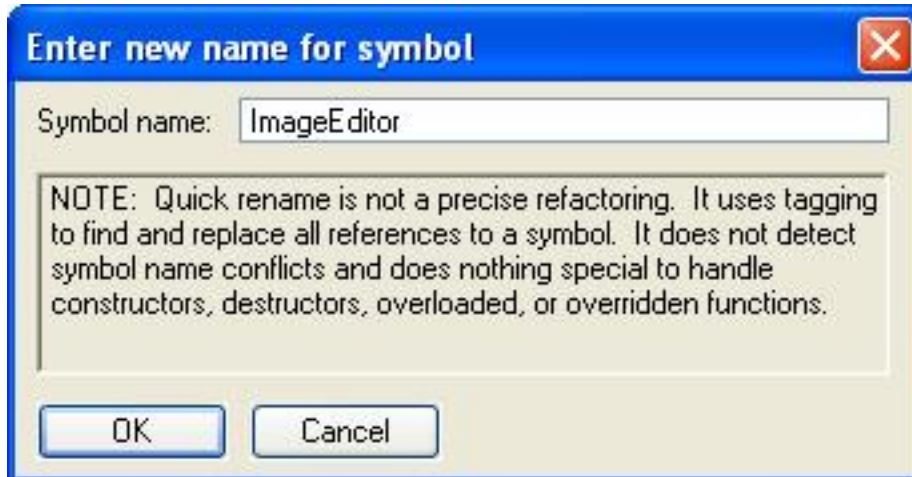 Enter new name for symbol
Symbol name: ImageEditor
NOTE:  Quick rename is not a precise refactoring.  It uses tagging
to find and replace all references to a symbol.  It does not detect
symbol name conflicts and does nothing special to handle
constructors, destructors, overloaded, or overridden functions.
OK Cancel